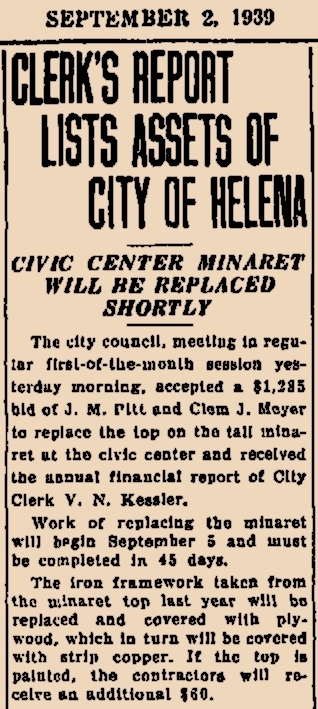 SEPTEMBER 2, 1939
CLERK'S REPORT
LISTS ASSETS OF
CITY OF HELENA
CIVIC CENTER MINARET
WILL BE REPLACED
SHORTLY
The city council, meeting in regu-
lar first-of-the-month session yes-
terday morning, accepted a $1,285
bid of J. M. Pitt and Clem J. Meyer
to replace the top on the tall mina-
ret at the civic center and received
the annual financial report of City
Clerk V. N. Kessler.
Work of replacing the minaret
will begin September 5 and must
be completed in 45 days.
The iron framework taken from
the minaret top last year will be
replaced and covered with ply-
wood, which in turn will be covered
with strip copper. If the top is
painted, the contractors will re-
ceive an additional $60.